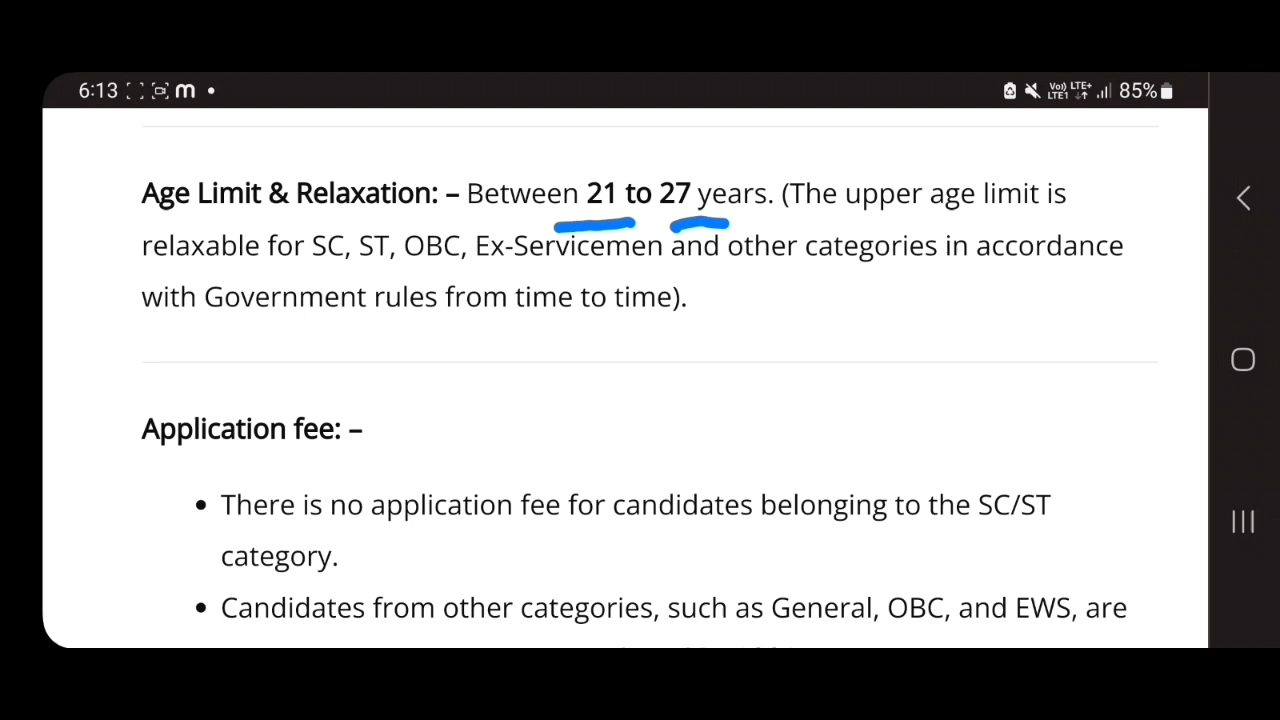 6:13 m
Vo) LTE+
LTE1 85%
Age Limit & Relaxation: – Between 21 to 27 years. (The upper age limit is
relaxable for SC, ST, OBC, Ex-Servicemen and other categories in accordance
with Government rules from time to time).
Application fee: –
• There is no application fee for candidates belonging to the SC/ST
category.
• Candidates from other categories, such as General, OBC, and EWS, are